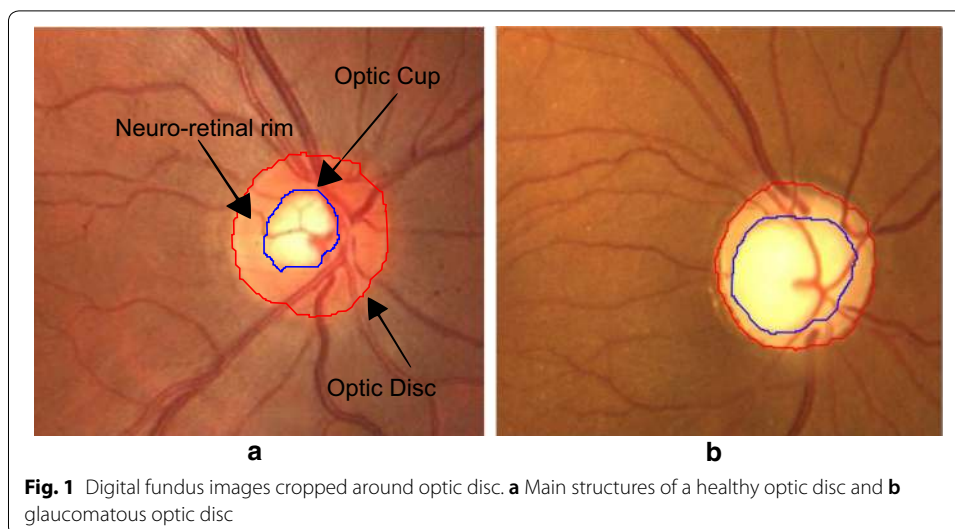 Optic Cup
Neuro-retinal rim
Optic Disc
a
b
Fig. 1 Digital fundus images cropped around optic disc. a Main structures of a healthy optic disc and b
glaucomatous optic disc